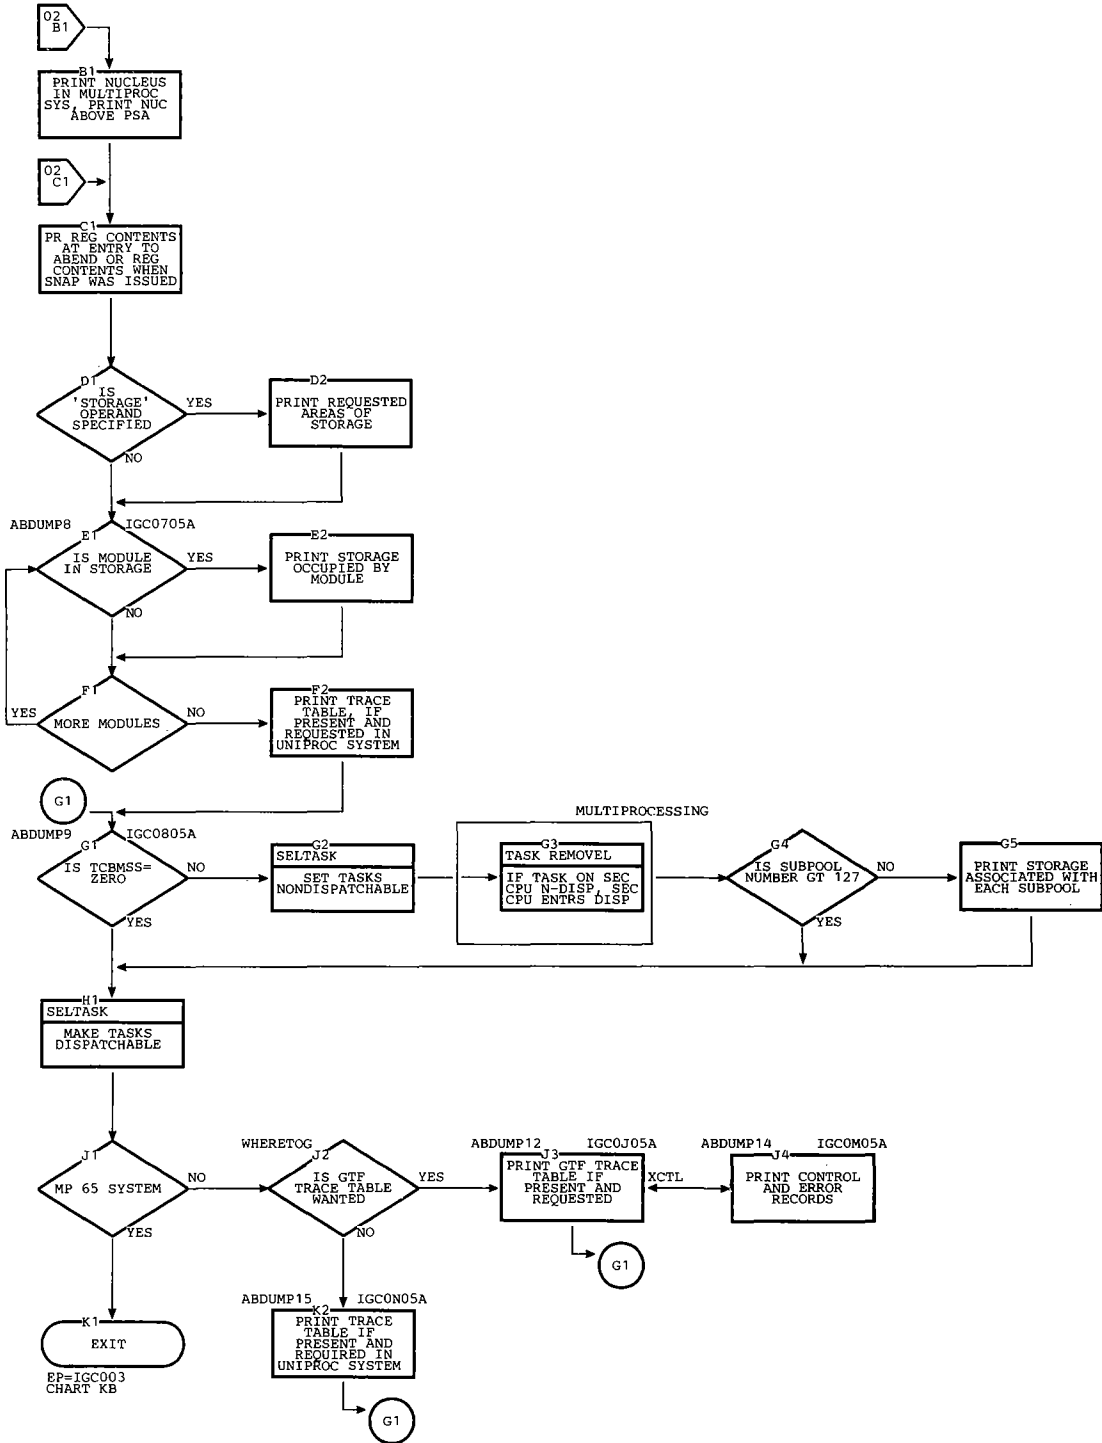 02
B1
B1
PRINT NUCLEUS
IN MULTIPROC
SYS, PRINT NUC
ABOVE PSA
02
C1
C1
PR REG CONTENTS
AT ENTRY TO
ABEND OR REG
CONTENTS WHEN
SNAP WAS ISSUED
D1
IS
'STORAGE'
OPERAND
SPECIFIED
YES
NO
D2
PRINT REQUESTED
AREAS OF
STORAGE
ABDUMP8
IGC0705A
E1
IS MODULE
IN STORAGE
YES
NO
E2
PRINT STORAGE
OCCUPIED BY
MODULE
F1
YES
MORE MODULES
NO
F2
PRINT TRACE
TABLE, IF
PRESENT AND
REQUESTED IN
UNIPROC SYSTEM
G1
ABDUMP9
IGC0805A
G1
IS TCBMSS=
ZERO
NO
YES
G2
SELTASK
SET TASKS
NONDISPATCHABLE
MULTIPROCESSING
G3
TASK REMOVEL
IF TASK ON SEC
CPU N-DISP, SEC
CPU ENTRS DISP
G4
IS SUBPOOL
NUMBER GT 127
NO
YES
G5
PRINT STORAGE
ASSOCIATED WITH
EACH SUBPOOL
H1
SELTASK
MAKE TASKS
DISPATCHABLE
J1
MP 65 SYSTEM
NO
YES
WHERETOG
J2
IS GTF
TRACE TABLE
WANTED
YES
NO
ABDUMP12
IGC0J05A
J3
PRINT GTF TRACE
TABLE IF
PRESENT AND
REQUESTED
XCTL
ABDUMP14
IGC0M05A
J4
PRINT CONTROL
AND ERROR
RECORDS
G1
K1
EXIT
EP=IGC003
CHART KB
ABDUMP15
IGC0N05A
K2
PRINT TRACE
TABLE IF
PRESENT AND
REQUIRED IN
UNIPROC SYSTEM
G1